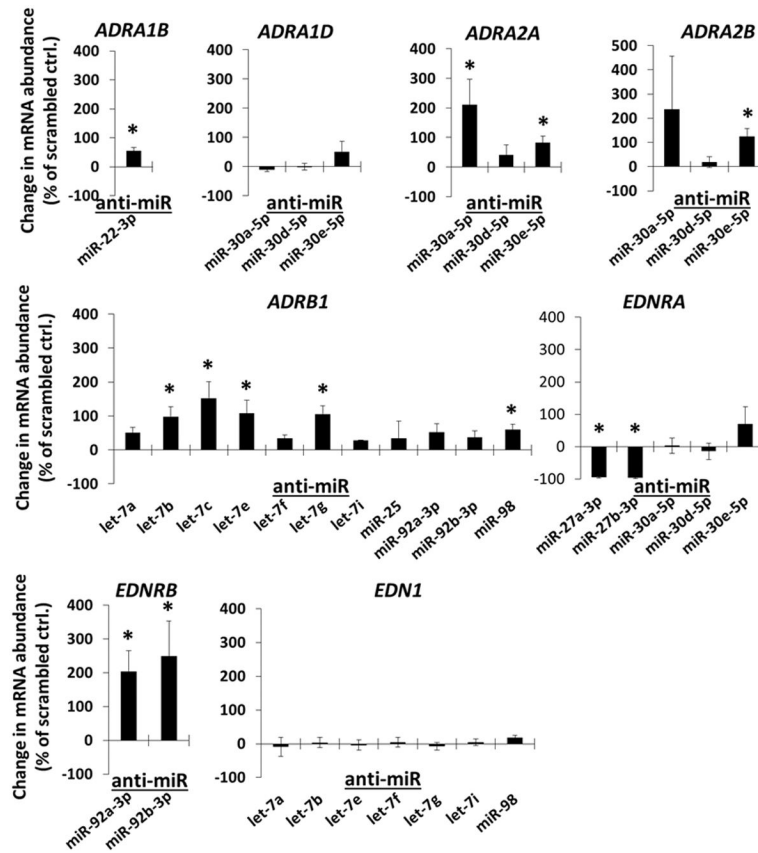 ADRA1B
ADRA1D
ADRA2A
ADRA2B
Change in mRNA abundance
(% of scrambled ctrl.)
400
300
200
100
0
-100
*
anti-miR
miR-22-3p
400
300
200
100
0
-100
anti-miR
miR-30a-5p
miR-30d-5p
miR-30e-5p
400
300
200
100
0
-100
*
*
anti-miR
miR-30a-5p
miR-30d-5p
miR-30e-5p
500
400
300
200
100
0
-100
*
anti-miR
miR-30a-5p
miR-30d-5p
miR-30e-5p
ADRB1
EDNRA
Change in mRNA abundance
(% of scrambled ctrl.)
400
300
200
100
0
-100
*
*
*
*
*
anti-miR
let-7a
let-7b
let-7c
let-7e
let-7f
let-7g
let-7i
miR-25
miR-92a-3p
miR-92b-3p
miR-98
400
300
200
100
0
-100
*
*
anti-miR
miR-27a-3p
miR-27b-3p
miR-30a-5p
miR-30d-5p
miR-30e-5p
EDNRB
EDN1
Change in mRNA abundance
(% of scrambled ctrl.)
400
300
200
100
0
-100
*
*
anti-miR
miR-92a-3p
miR-92b-3p
400
300
200
100
0
-100
anti-miR
let-7a
let-7b
let-7e
let-7f
let-7g
let-7i
miR-98